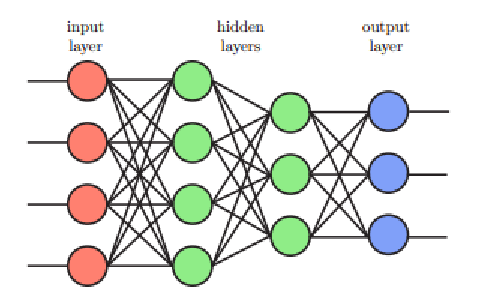 input
layer
hidden
layers
output
layer